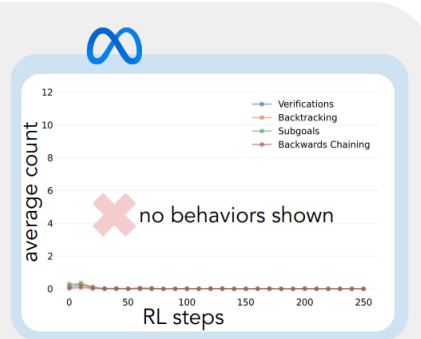 12
Verifications
Backtracking
10
Subgoals
Backwards Chaining
8
average count
6
no behaviors shown
4
2
0
0 50 100 150 200 250
RL steps